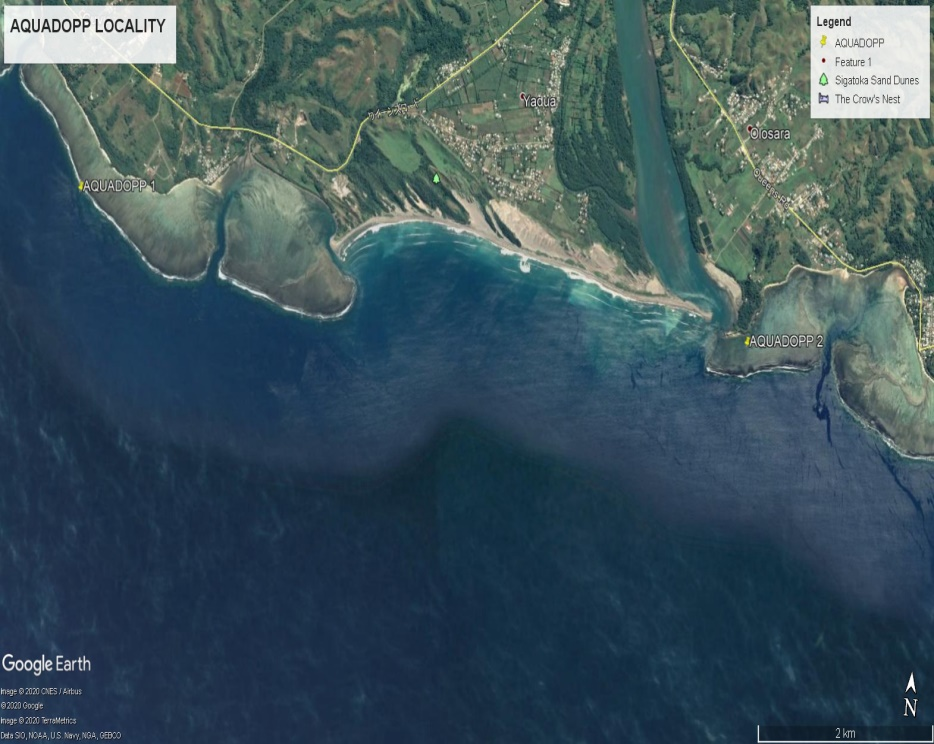 AQUADOPP LOCALITY
Legend
AQUADOPP
Feature 1
Sigatoka Sand Dunes
The Crow's Nest
Yadua
Olosara
AQUADOPP 1
AQUADOPP 2
Google Earth
Image © 2020 CNES / Airbus
© 2020 Google
Image © 2020 TerraMetrics
Data SIO, NOAA, U.S. Navy, NGA, GEBCO
N
2 km